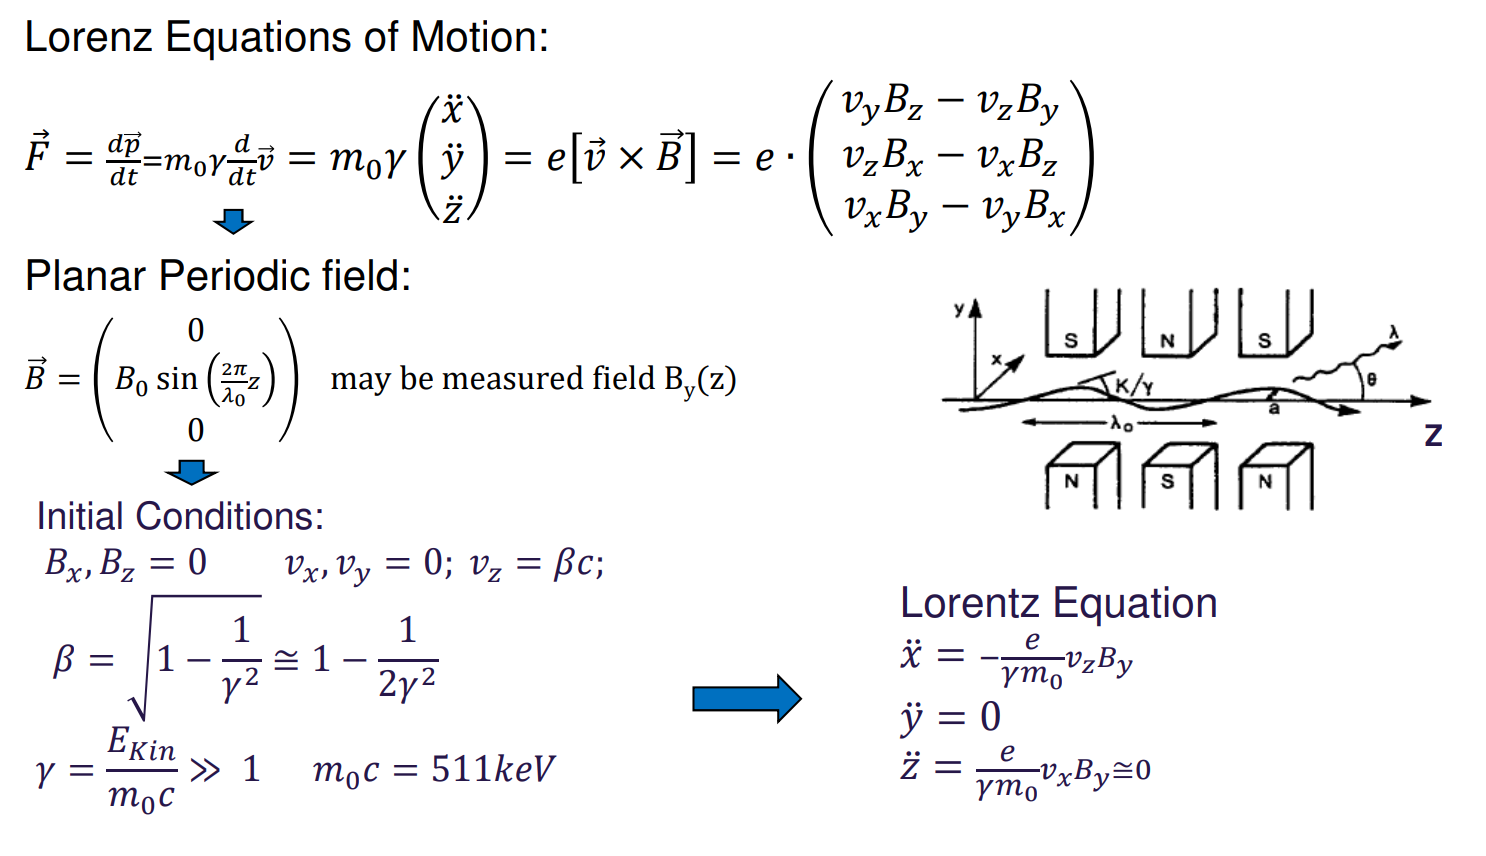 Lorenz Equations of Motion:
F⃗ = dp⃗/dt=m₀γ d/dt v⃗ = m₀γ (ẍ ÿ z̈) = e[v⃗ × B⃗] = e · (v_yB_z − v_zB_y v_zB_x − v_xB_z v_xB_y − v_yB_x)
Planar Periodic field:
B⃗ = (0 B₀ sin(2π/λ₀ z) 0) may be measured field B_y(z)
y
S N S
λ
x
K/γ
θ
a
λ₀
Z
N S N
Initial Conditions:
B_x, B_z = 0 v_x, v_y = 0; v_z = βc;
β = √(1 − 1/γ²) ≅ 1 − 1/2γ²
γ = E_Kin/m₀c ≫ 1 m₀c = 511keV
Lorentz Equation
ẍ = −e/γm₀ v_zB_y
ÿ = 0
z̈ = e/γm₀ v_xB_y≅0